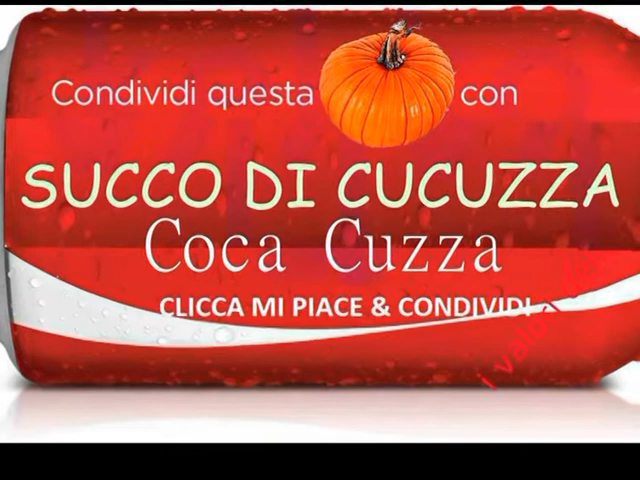 Condividi questa con
SUCCO DI CUCUZZA
Coca Cuzza
CLICCA MI PIACE & CONDIVIDI